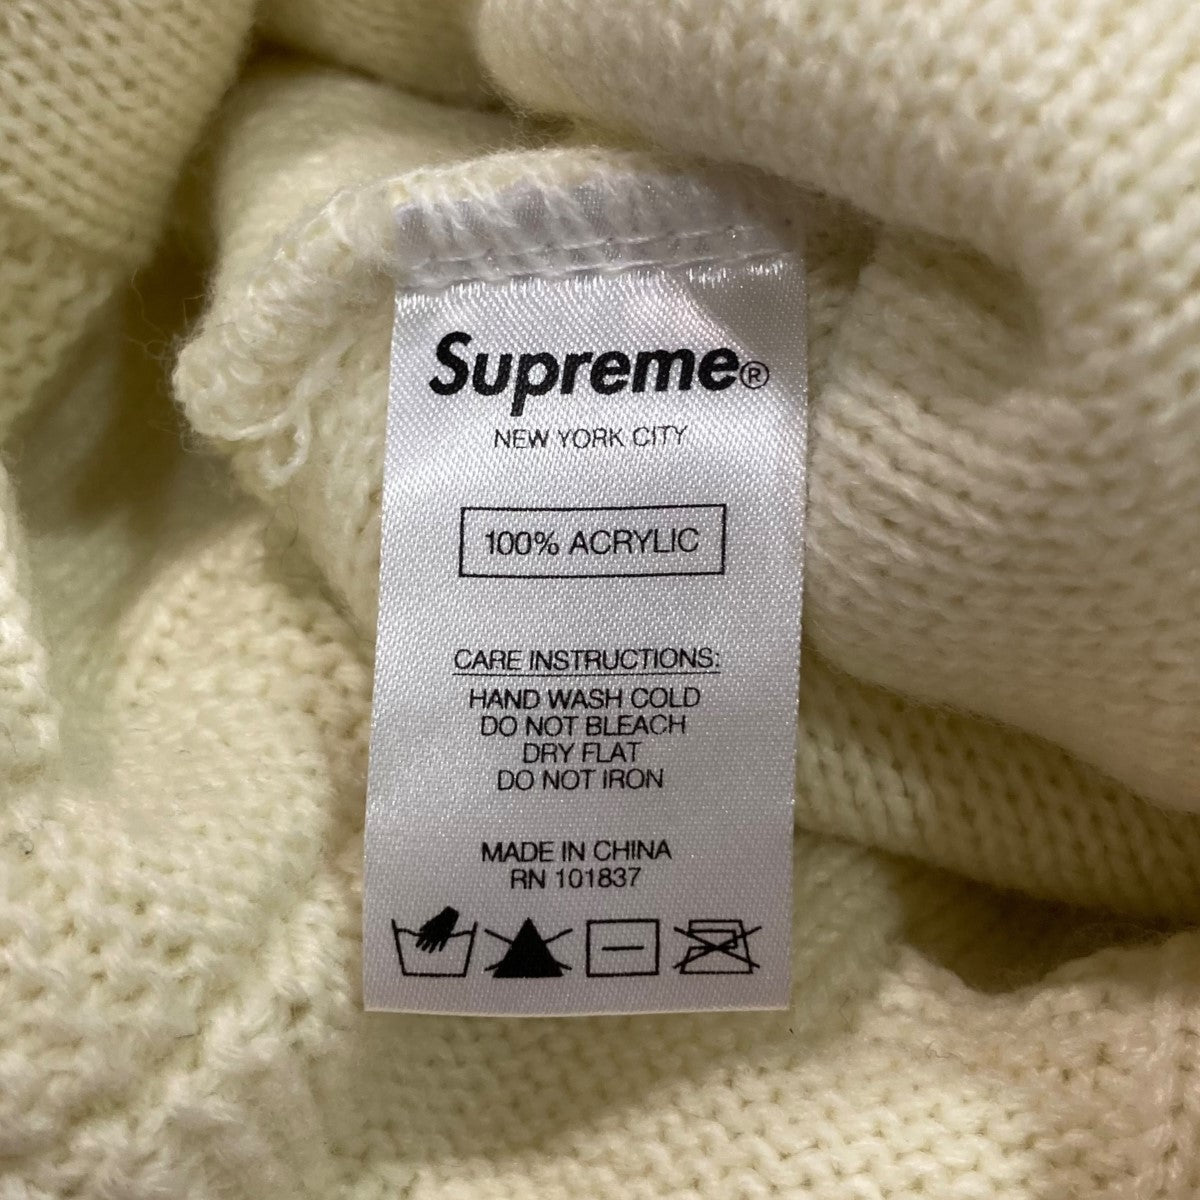 Supreme®
NEW YORK CITY
100% ACRYLIC
CARE INSTRUCTIONS:
HAND WASH COLD
DO NOT BLEACH
DRY FLAT
DO NOT IRON
MADE IN CHINA
RN 101837